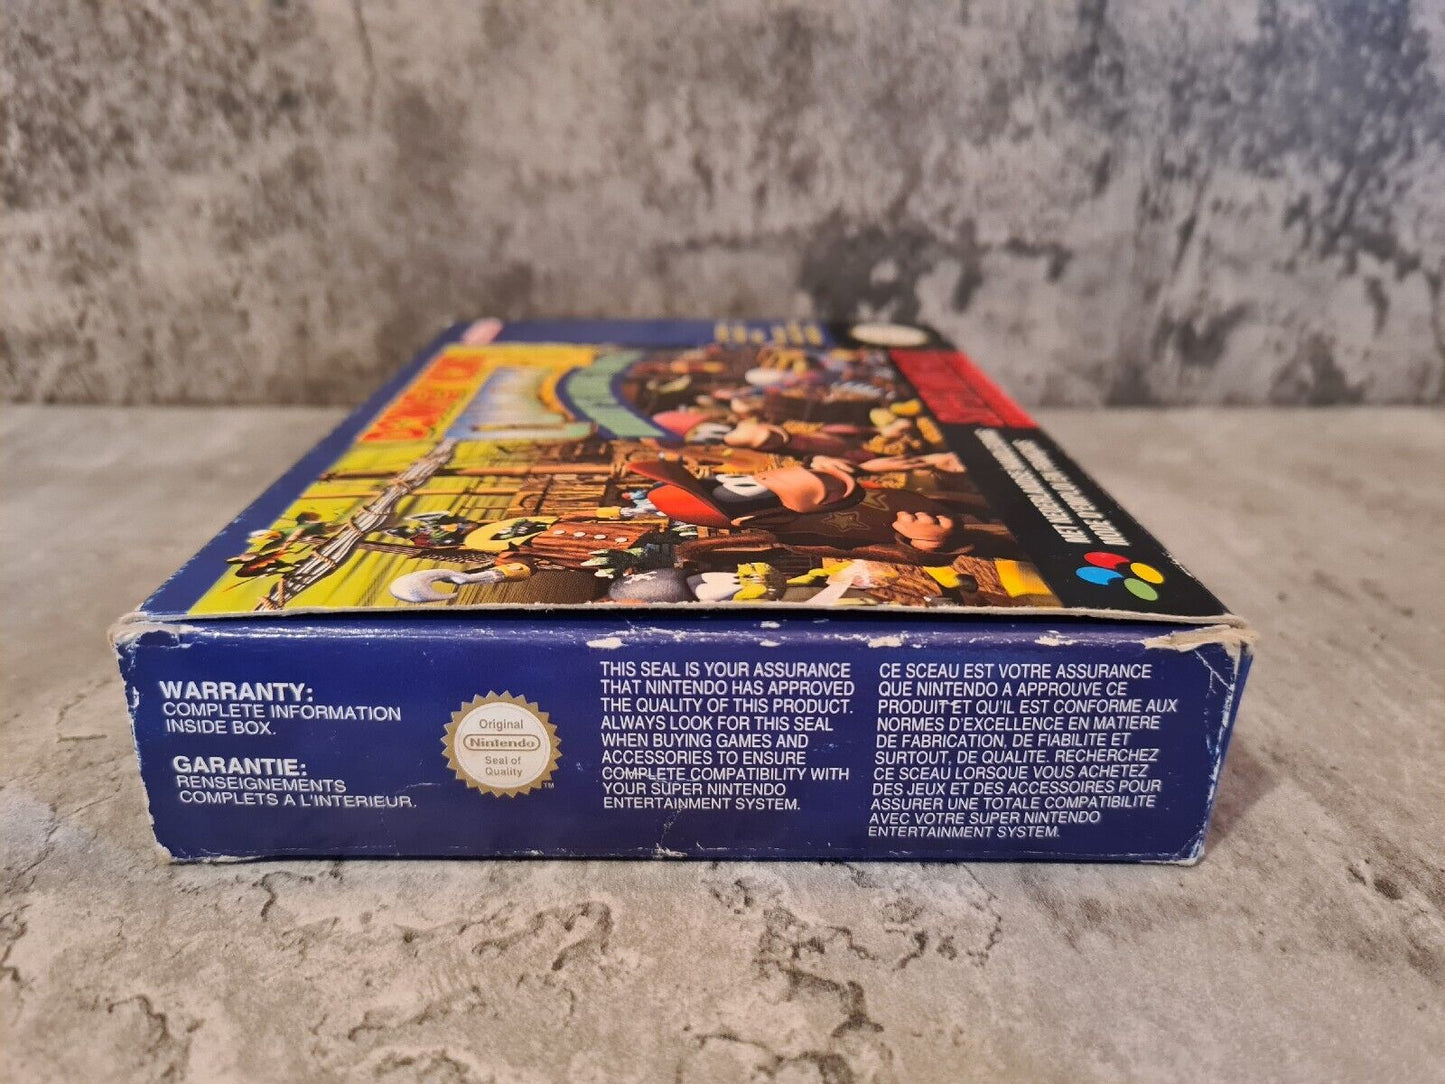 WARRANTY:
COMPLETE INFORMATION
INSIDE BOX.
GARANTIE:
RENSEIGNEMENTS
COMPLETS A L'INTERIEUR.
Original
Nintendo
Seal of
Quality
TM
THIS SEAL IS YOUR ASSURANCE
THAT NINTENDO HAS APPROVED
THE QUALITY OF THIS PRODUCT.
ALWAYS LOOK FOR THIS SEAL
WHEN BUYING GAMES AND
ACCESSORIES TO ENSURE
COMPLETE COMPATIBILITY WITH
YOUR SUPER NINTENDO
ENTERTAINMENT SYSTEM.
CE SCEAU EST VOTRE ASSURANCE
QUE NINTENDO A APPROUVE CE
PRODUIT ET QU'IL EST CONFORME AUX
NORMES D'EXCELLENCE EN MATIERE
DE FABRICATION, DE FIABILITE ET
SURTOUT, DE QUALITE. RECHERCHEZ
CE SCEAU LORSQUE VOUS ACHETEZ
DES JEUX ET DES ACCESSOIRES POUR
ASSURER UNE TOTALE COMPATIBILITE
AVEC VOTRE SUPER NINTENDO
ENTERTAINMENT SYSTEM.